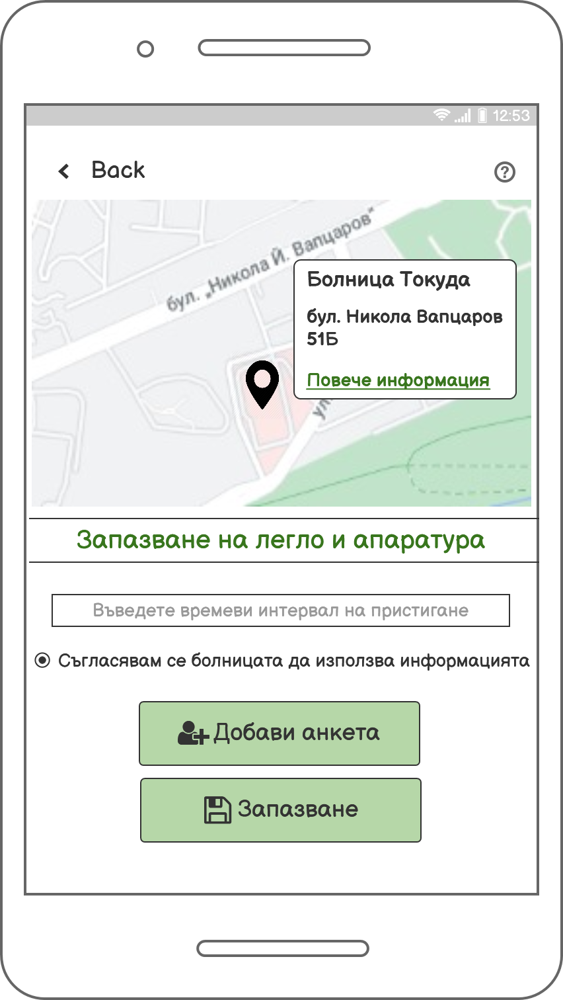 12:53
Back
бул. „Никола Й. Вапцаров“
Болница Токуда
бул. Никола Вапцаров
51Б
Повече информация
ул
Запазване на легло и апаратура
Въведете времеви интервал на пристигане
Съгласявам се болницата да използва информацията
Добави анкета
Запазване